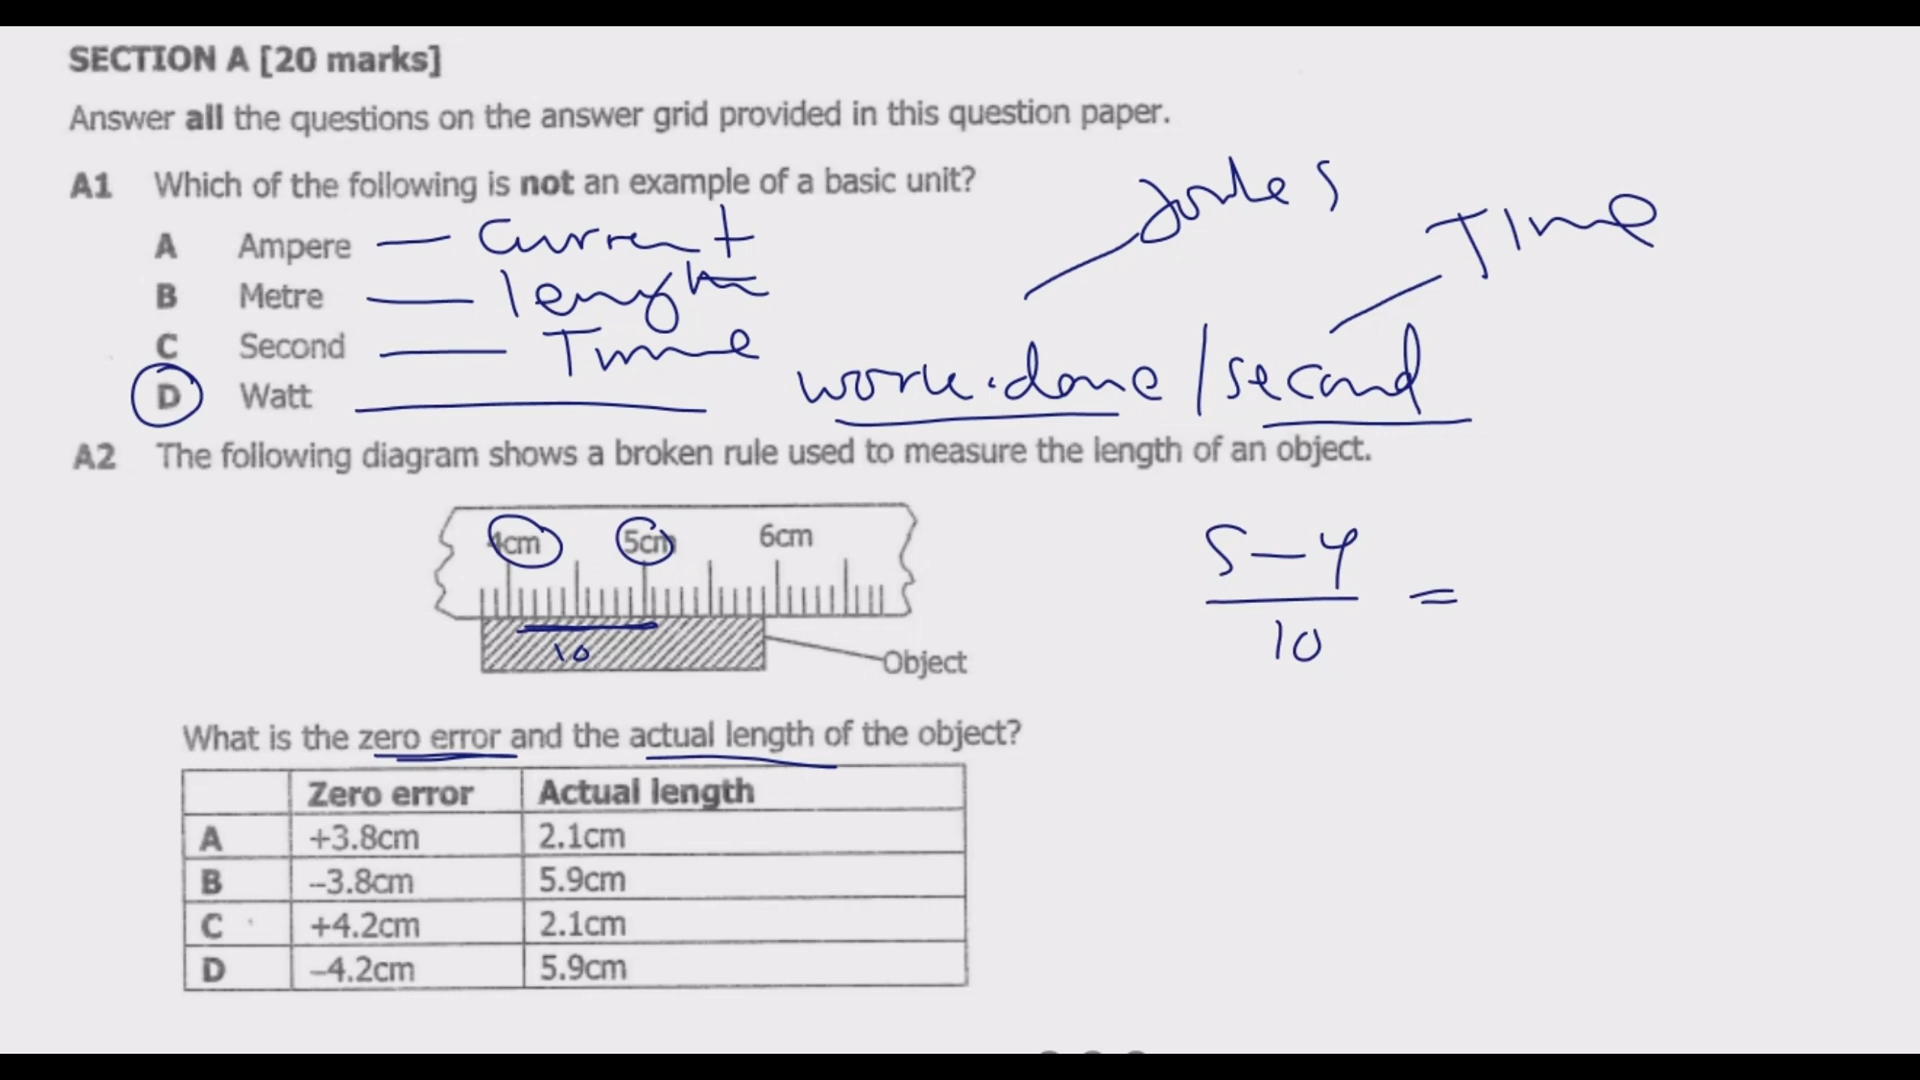 SECTION A [20 marks]
Answer all the questions on the answer grid provided in this question paper.
A1 Which of the following is not an example of a basic unit?
Joules
Time
A Ampere — Current
B Metre — length
C Second — Time
D Watt — work.done / second
A2 The following diagram shows a broken rule used to measure the length of an object.
4cm 5cm 6cm
5-4
10
=
10
Object
What is the zero error and the actual length of the object?
Zero error Actual length
A +3.8cm 2.1cm
B –3.8cm 5.9cm
C +4.2cm 2.1cm
D –4.2cm 5.9cm